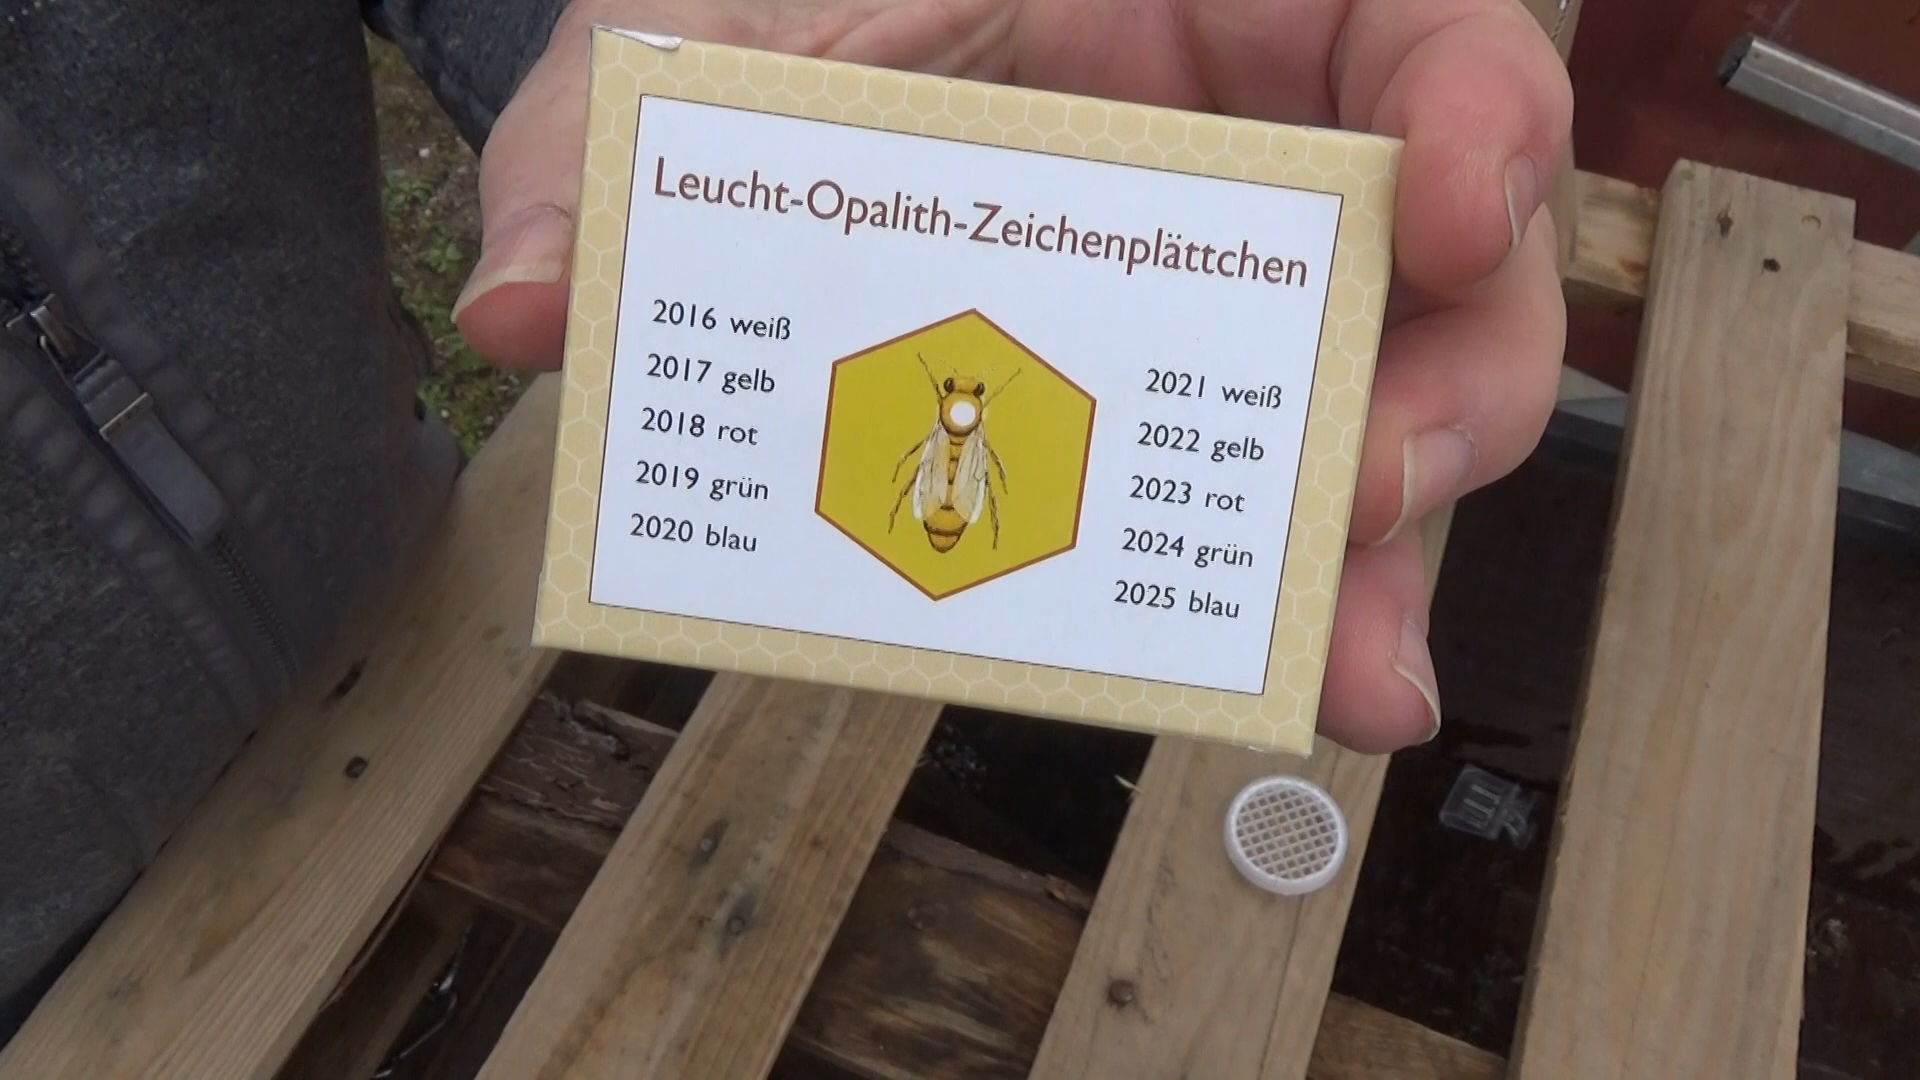 Leucht-Opalith-Zeichenplättchen
2016 weiß
2017 gelb
2018 rot
2019 grün
2020 blau
2021 weiß
2022 gelb
2023 rot
2024 grün
2025 blau